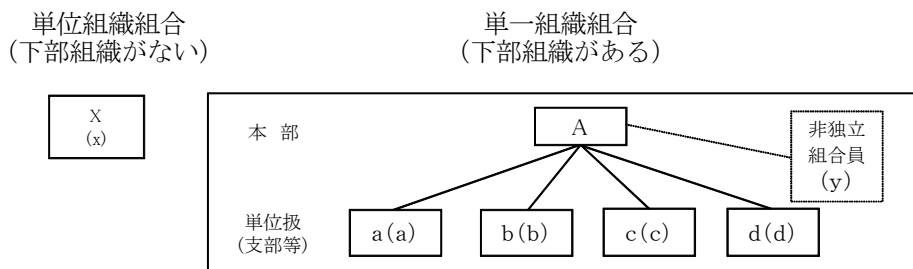 単位組織組合
(下部組織がない)
単一組織組合
(下部組織がある)
X
(x)
本 部
A
非独立
組合員
(y)
単位扱
(支部等)
a(a)
b(b)
c(c)
d(d)